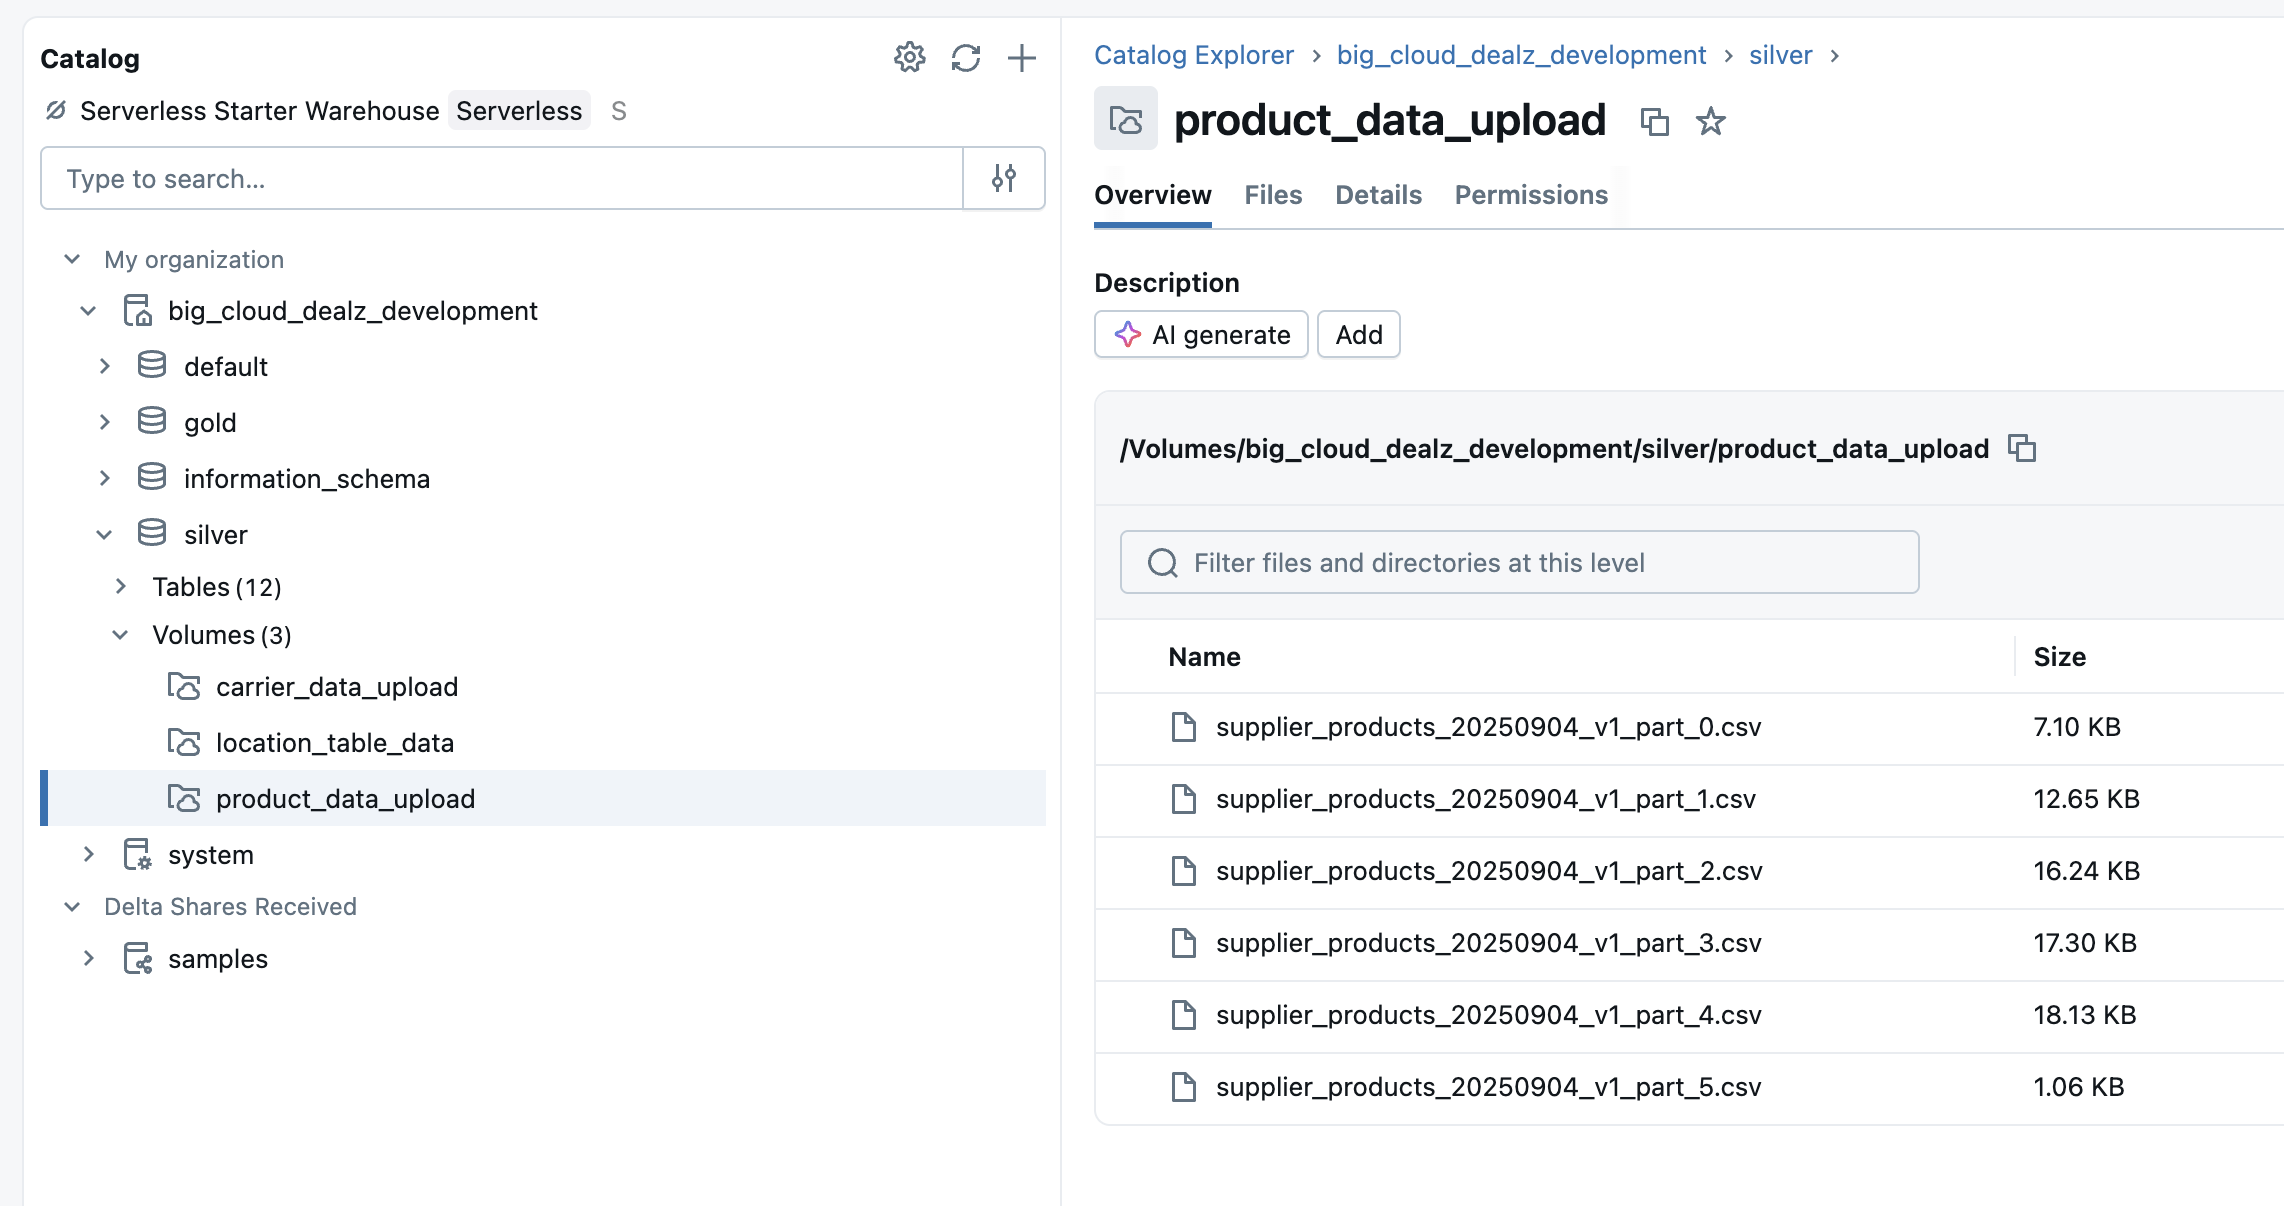 Catalog
Serverless Starter Warehouse Serverless S
Type to search...
My organization
big_cloud_dealz_development
default
gold
information_schema
silver
Tables (12)
Volumes (3)
carrier_data_upload
location_table_data
product_data_upload
system
Delta Shares Received
samples
Catalog Explorer > big_cloud_dealz_development > silver >
product_data_upload
Overview Files Details Permissions
Description
AI generate Add
/Volumes/big_cloud_dealz_development/silver/product_data_upload
Filter files and directories at this level
Name Size
supplier_products_20250904_v1_part_0.csv 7.10 KB
supplier_products_20250904_v1_part_1.csv 12.65 KB
supplier_products_20250904_v1_part_2.csv 16.24 KB
supplier_products_20250904_v1_part_3.csv 17.30 KB
supplier_products_20250904_v1_part_4.csv 18.13 KB
supplier_products_20250904_v1_part_5.csv 1.06 KB